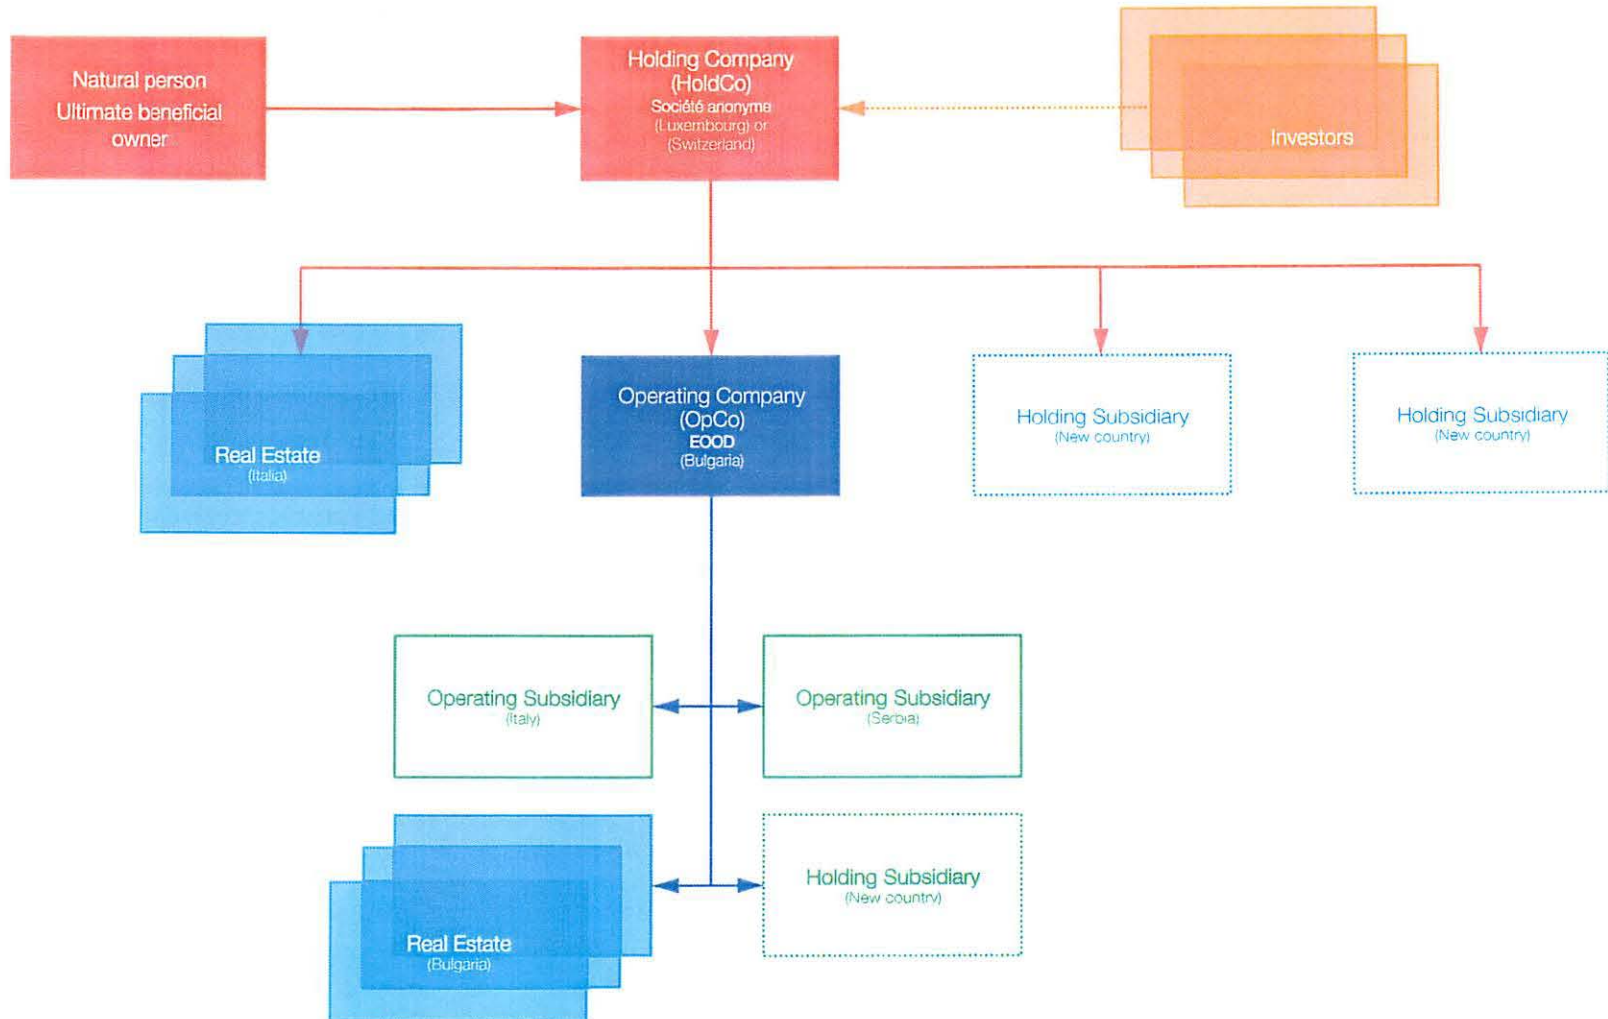 Natural person
Ultimate beneficial
owner
Holding Company
(HoldCo)
Société anonyme
(Luxembourg) or
(Switzerland)
Investors
Real Estate
(Italia)
Operating Company
(OpCo)
EOOD
(Bulgaria)
Holding Subsidiary
(New country)
Holding Subsidiary
(New country)
Operating Subsidiary
(Italy)
Operating Subsidiary
(Serbia)
Real Estate
(Bulgaria)
Holding Subsidiary
(New country)